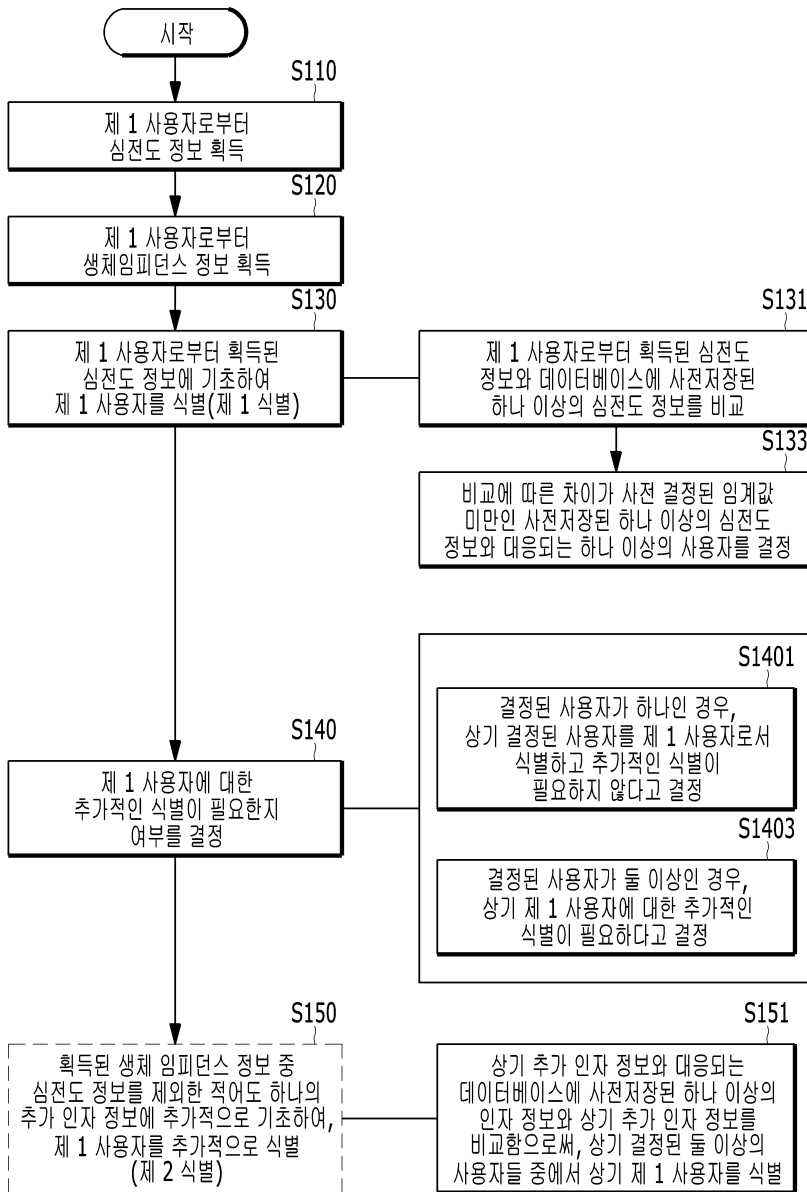 시작
S110
제 1 사용자로부터
심전도 정보 획득
S120
제 1 사용자로부터
생체임피던스 정보 획득
S130
제 1 사용자로부터 획득된
심전도 정보에 기초하여
제 1 사용자를 식별(제 1 식별)
S131
제 1 사용자로부터 획득된 심전도
정보와 데이터베이스에 사전저장된
하나 이상의 심전도 정보를 비교
S133
비교에 따른 차이가 사전 결정된 임계값
미만인 사전저장된 하나 이상의 심전도
정보와 대응되는 하나 이상의 사용자를 결정
S140
제 1 사용자에 대한
추가적인 식별이 필요한지
여부를 결정
S1401
결정된 사용자가 하나인 경우,
상기 결정된 사용자를 제 1 사용자로서
식별하고 추가적인 식별이
필요하지 않다고 결정
S1403
결정된 사용자가 둘 이상인 경우,
상기 제 1 사용자에 대한 추가적인
식별이 필요하다고 결정
S150
획득된 생체 임피던스 정보 중
심전도 정보를 제외한 적어도 하나의
추가 인자 정보에 추가적으로 기초하여,
제 1 사용자를 추가적으로 식별
(제 2 식별)
S151
상기 추가 인자 정보와 대응되는
데이터베이스에 사전저장된 하나 이상의
인자 정보와 상기 추가 인자 정보를
비교함으로써, 상기 결정된 둘 이상의
사용자들 중에서 상기 제 1 사용자를 식별